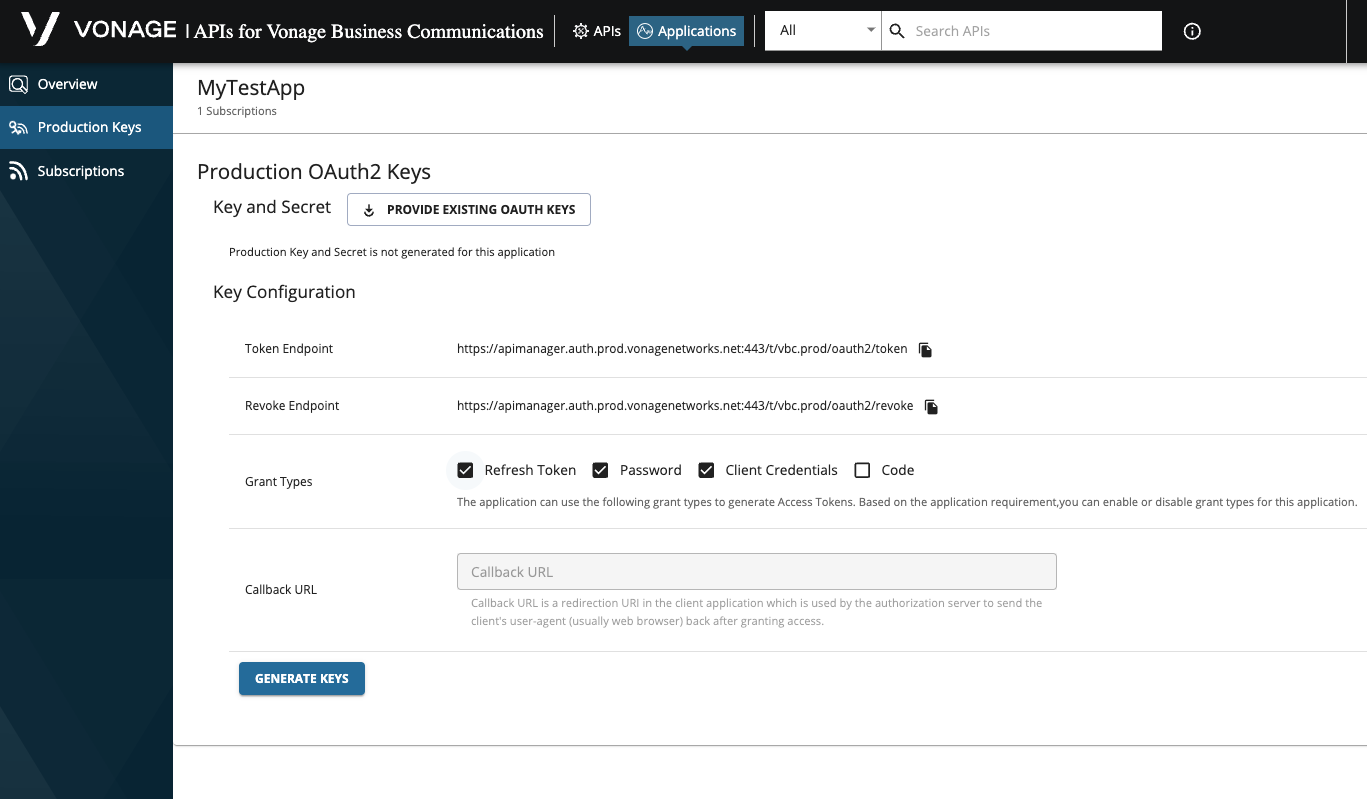 VONAGE | APIs for Vonage Business Communications APIs Applications All Search APIs
Overview
Production Keys
Subscriptions
MyTestApp
1 Subscriptions
Production OAuth2 Keys
Key and Secret PROVIDE EXISTING OAUTH KEYS
Production Key and Secret is not generated for this application
Key Configuration
Token Endpoint https://apimanager.auth.prod.vonagenetworks.net:443/t/vbc.prod/oauth2/token
Revoke Endpoint https://apimanager.auth.prod.vonagenetworks.net:443/t/vbc.prod/oauth2/revoke
Grant Types
Refresh Token Password Client Credentials Code
The application can use the following grant types to generate Access Tokens. Based on the application requirement,you can enable or disable grant types for this application.
Callback URL
Callback URL
Callback URL is a redirection URI in the client application which is used by the authorization server to send the
client's user-agent (usually web browser) back after granting access.
GENERATE KEYS